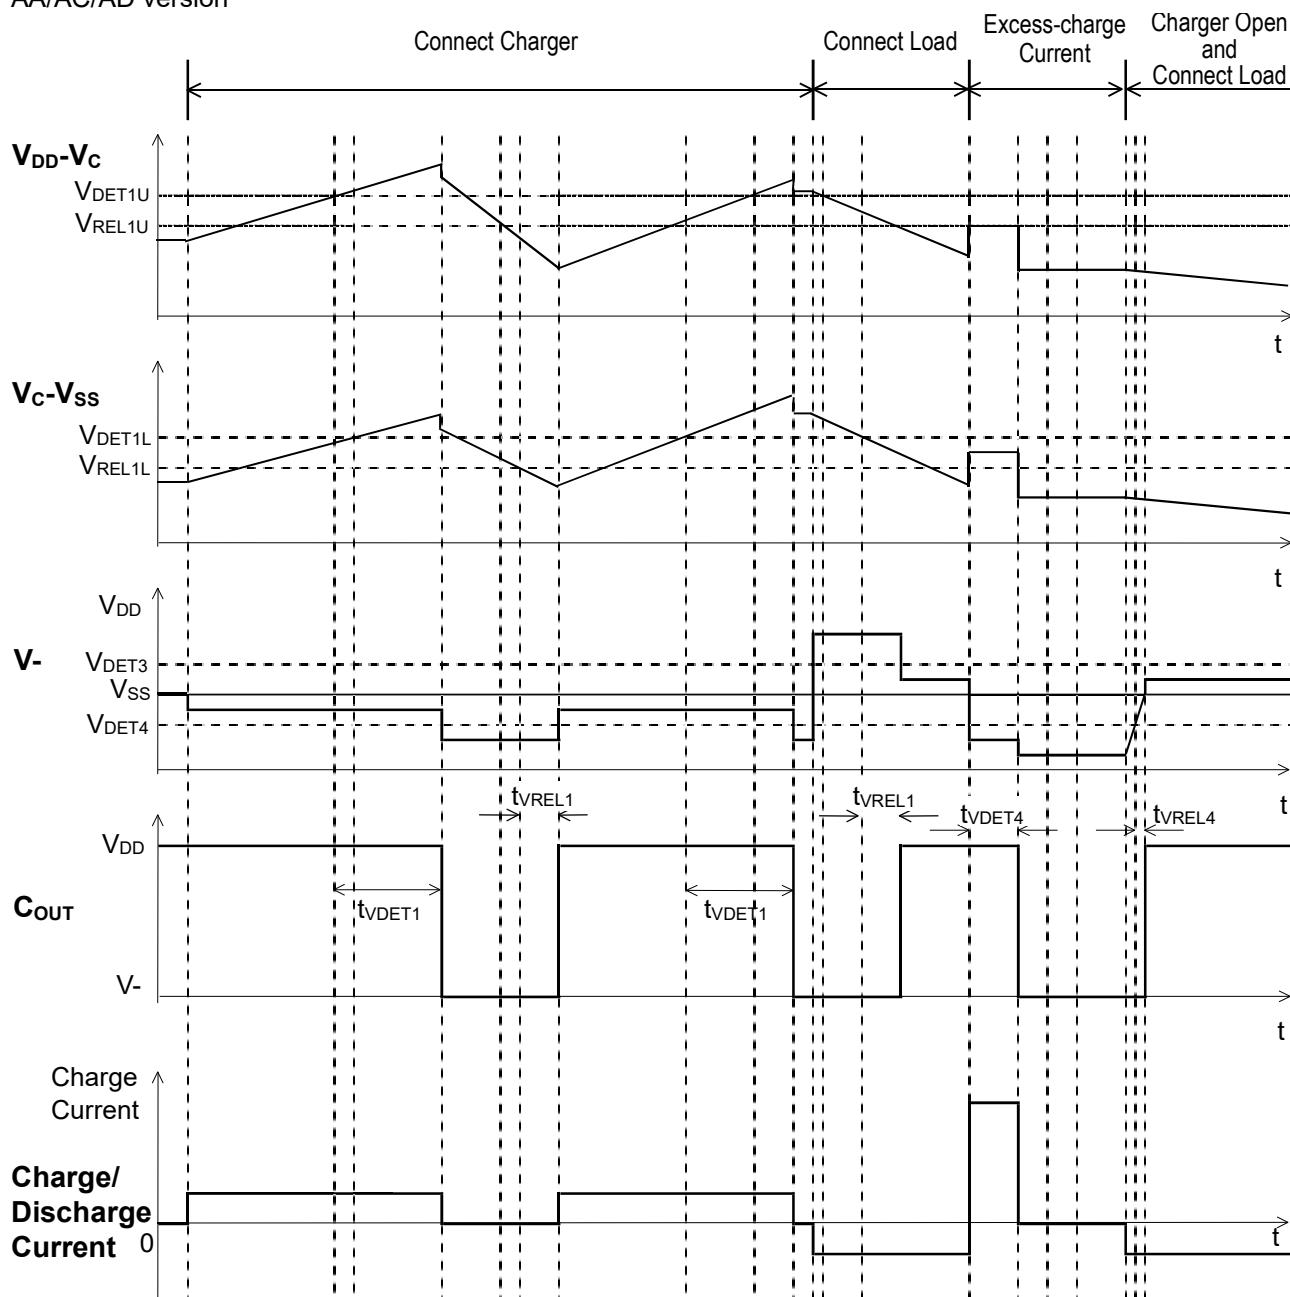 AA/AC/AD version
Connect Charger
Connect Load
Excess-charge
Current
Charger Open
and
Connect Load
VDD-VC
VDET1U
VREL1U
t
VC-VSS
VDET1L
VREL1L
t
VDD
V-
VDET3
VSS
VDET4
t
tVREL1
tVREL1
tVDET4
tVREL4
VDD
COUT
tVDET1
tVDET1
V-
t
Charge
Current
Charge/
Discharge
Current
0
t